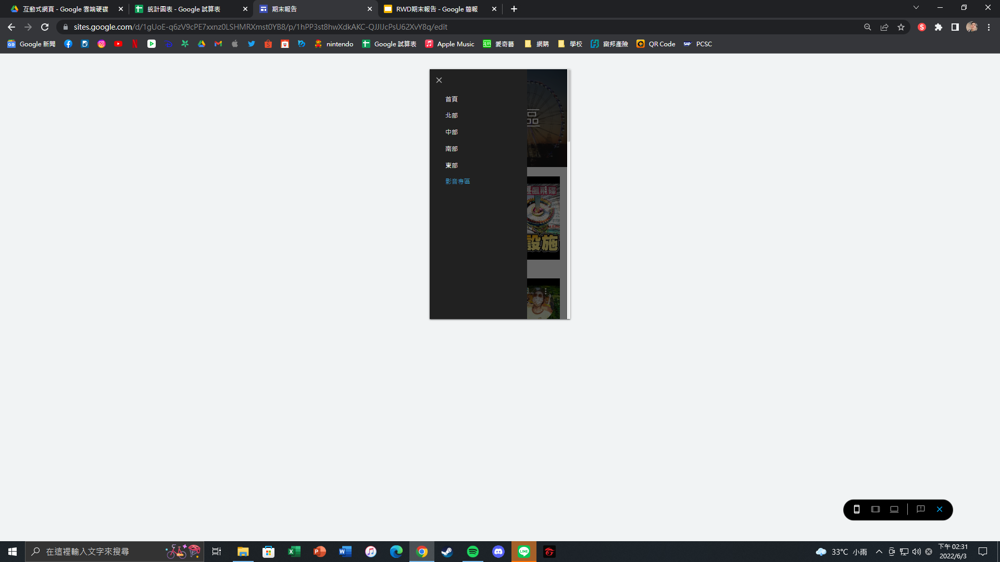 互動式網頁 - Google 雲端硬碟
統計圖表 - Google 試算表
期末報告
RWD期末報告 - Google 簡報
sites.google.com/d/1gUoE-q6zV9cPE7xxnz0LSHMRXmst0YB8/p/1hPP3st8hwXdkAKC-QJJIJcPsU62XvY8q/edit
Google 新聞
nintendo
Google 試算表
Apple Music
愛奇藝
網購
學校
富邦產險
QR Code
PCSC
首頁
北部
中部
南部
東部
影音專區
區
飆飛碟
設施
在這裡輸入文字來搜尋
LINE
33°C 小雨
下午 02:31
2022/6/3